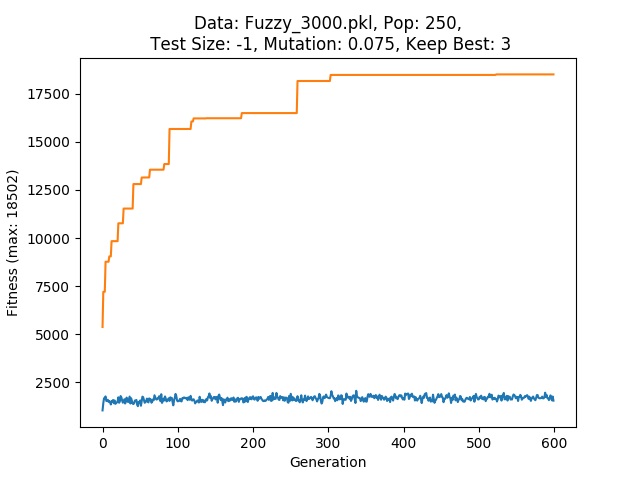 Data: Fuzzy_3000.pkl, Pop: 250,
Test Size: -1, Mutation: 0.075, Keep Best: 3
Fitness (max: 18502)
17500
15000
12500
10000
7500
5000
2500
0 100 200 300 400 500 600
Generation